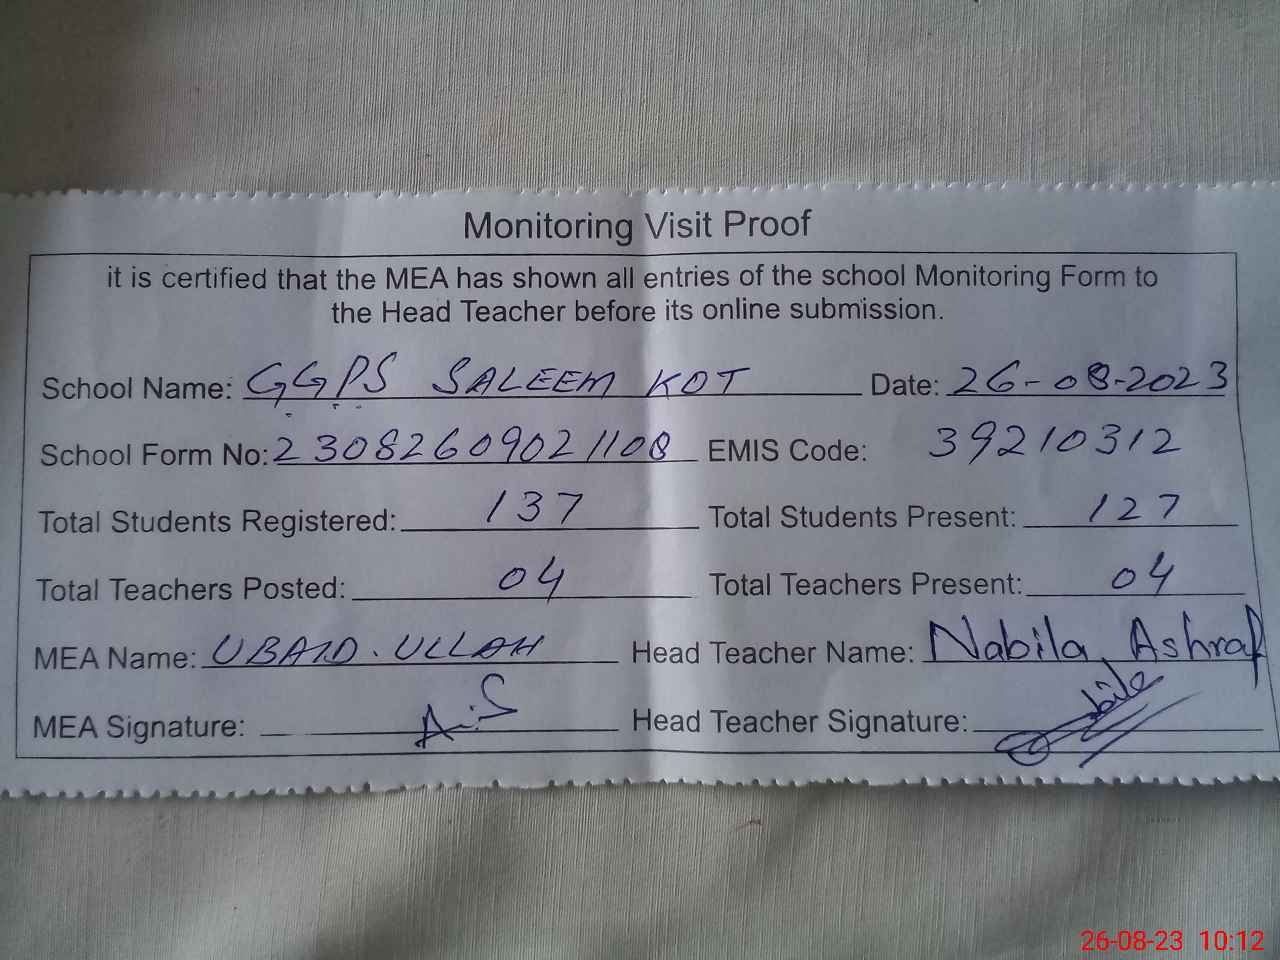 Monitoring Visit Proof
it is certified that the MEA has shown all entries of the school Monitoring Form to
the Head Teacher before its online submission.
School Name: GGPS SALEEM KOT Date: 26-08-2023
School Form No: 23082609021108 EMIS Code: 39210312
Total Students Registered: 137 Total Students Present: 127
Total Teachers Posted: 04 Total Teachers Present: 04
MEA Name: UBAID.ULLAH Head Teacher Name: Nabila Ashraf
MEA Signature: Head Teacher Signature:
26-08-23 10:12